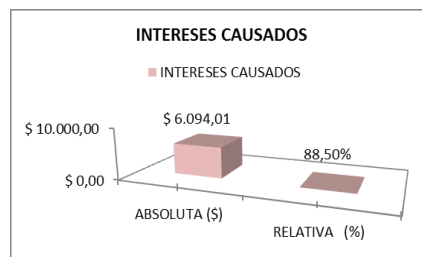 INTERESES CAUSADOS
INTERESES CAUSADOS
$ 6.094,01
$ 10.000,00
88,50%
$ 0,00
ABSOLUTA ($)
RELATIVA (%)